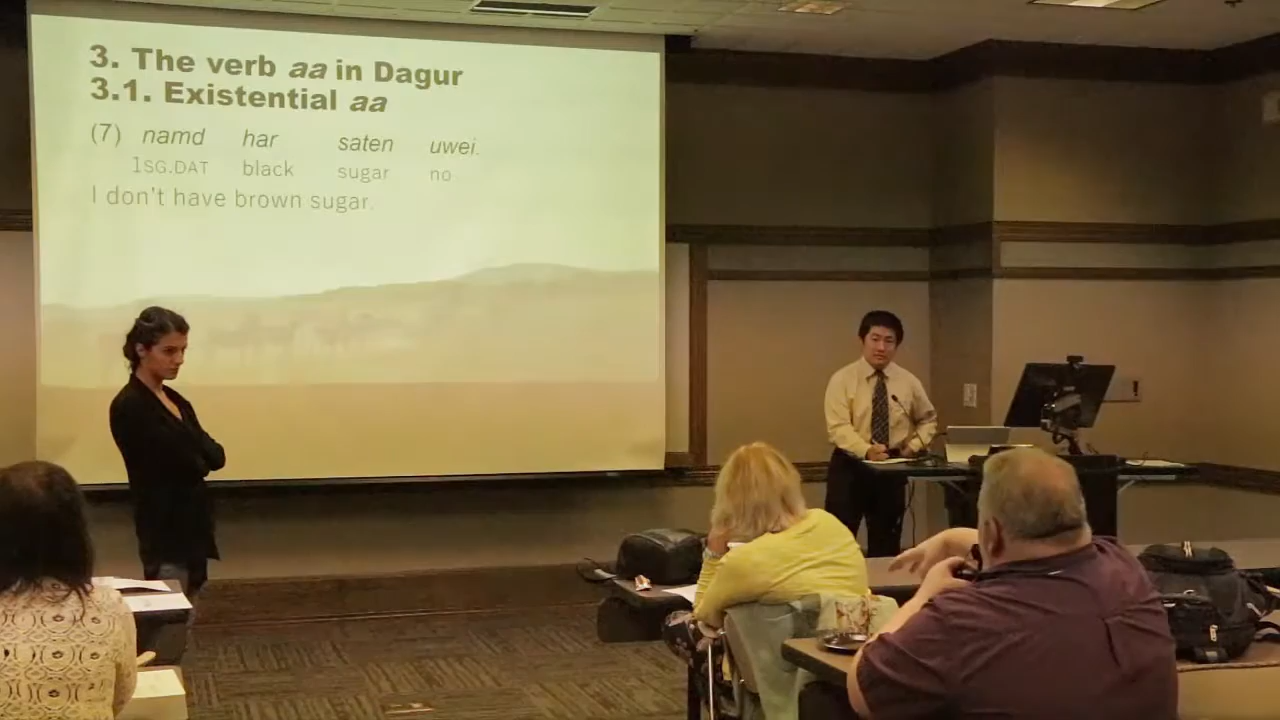 3. The verb aa in Dagur
3.1. Existential aa
(7) namd har saten uwei.
1SG.DAT black sugar no
I don't have brown sugar.